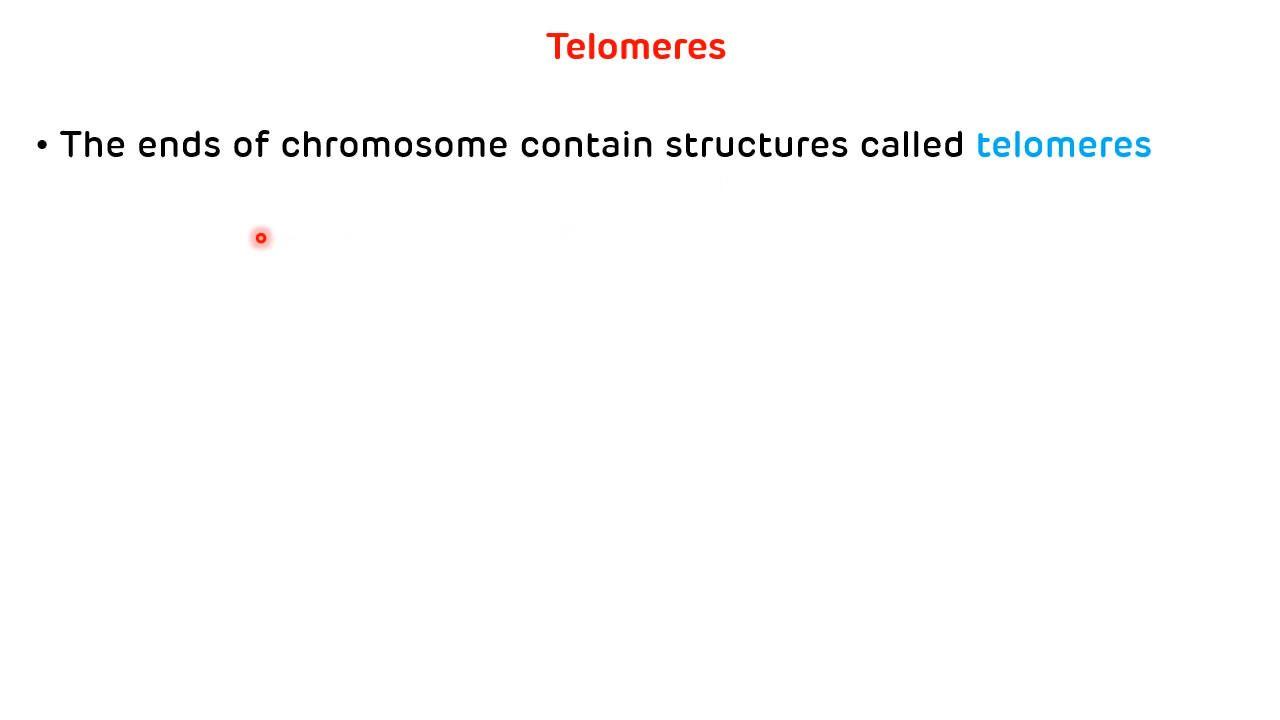 Telomeres
• The ends of chromosome contain structures called telomeres